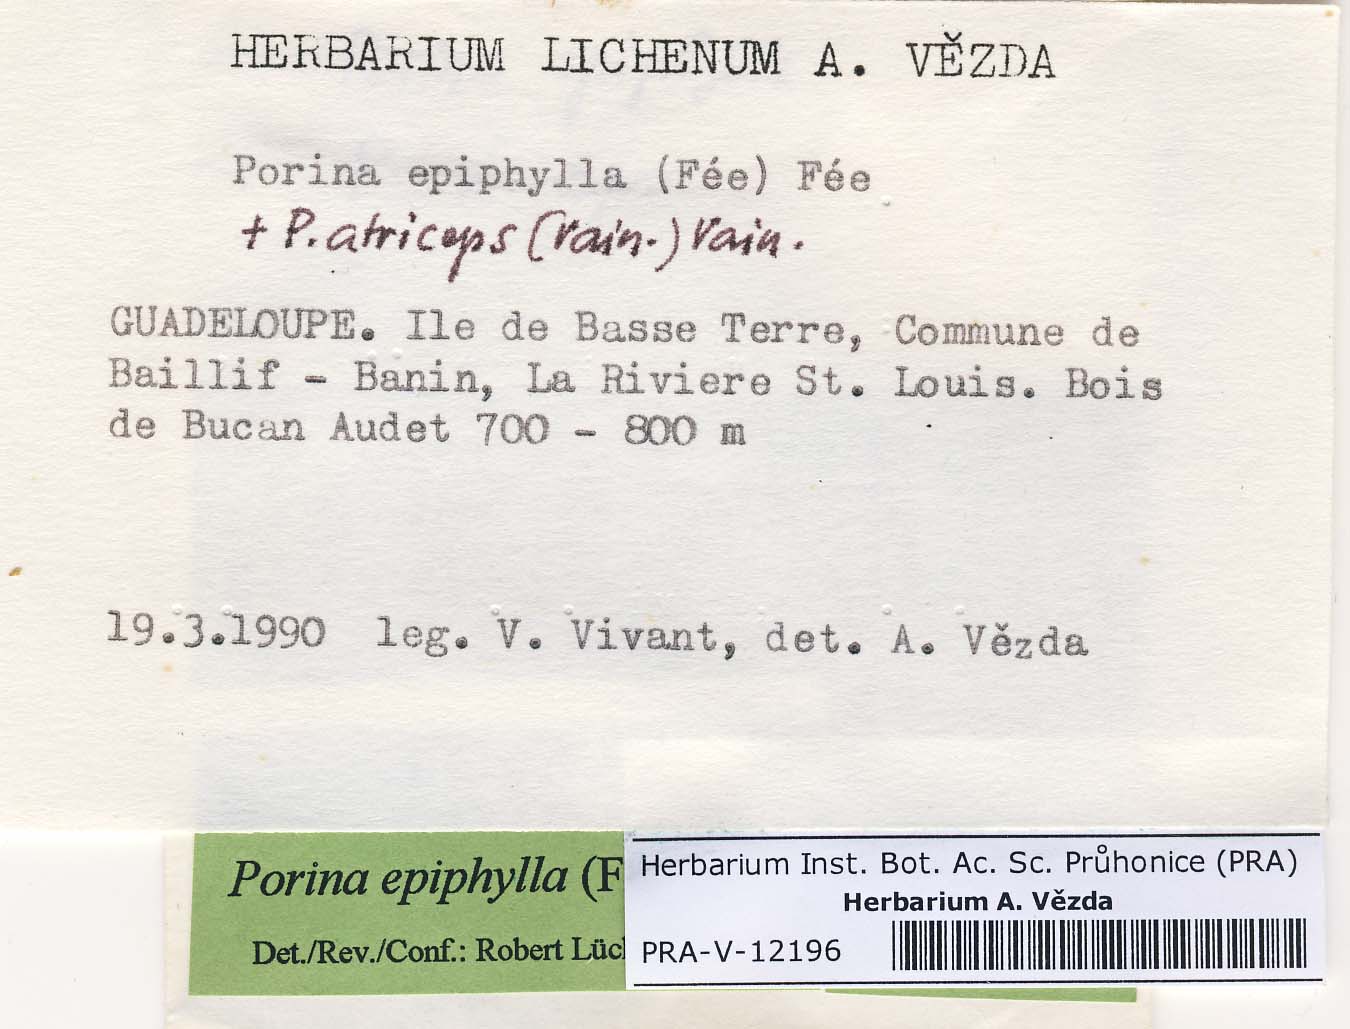 HERBARIUM LICHENUM A. VĚZDA
Porina epiphylla (Fée) Fée
+ P. atriceps (Vain.) Vain.
GUADELOUPE. Ile de Basse Terre, Commune de
Baillif - Banin, La Riviere St. Louis. Bois
de Bucan Audet 700 - 800 m
19.3.1990 leg. V. Vivant, det. A. Vězda
Porina epiphylla (F
Det./Rev./Conf.: Robert Lüc
Herbarium Inst. Bot. Ac. Sc. Průhonice (PRA)
Herbarium A. Vězda
PRA-V-12196